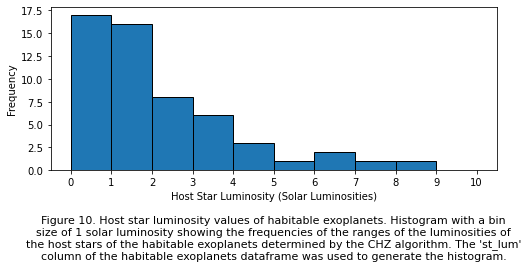 17.5
15.0
12.5
10.0
7.5
5.0
2.5
0.0
Frequency
0 1 2 3 4 5 6 7 8 9 10
Host Star Luminosity (Solar Luminosities)
Figure 10. Host star luminosity values of habitable exoplanets. Histogram with a bin
size of 1 solar luminosity showing the frequencies of the ranges of the luminosities of
the host stars of the habitable exoplanets determined by the CHZ algorithm. The 'st_lum'
column of the habitable exoplanets dataframe was used to generate the histogram.